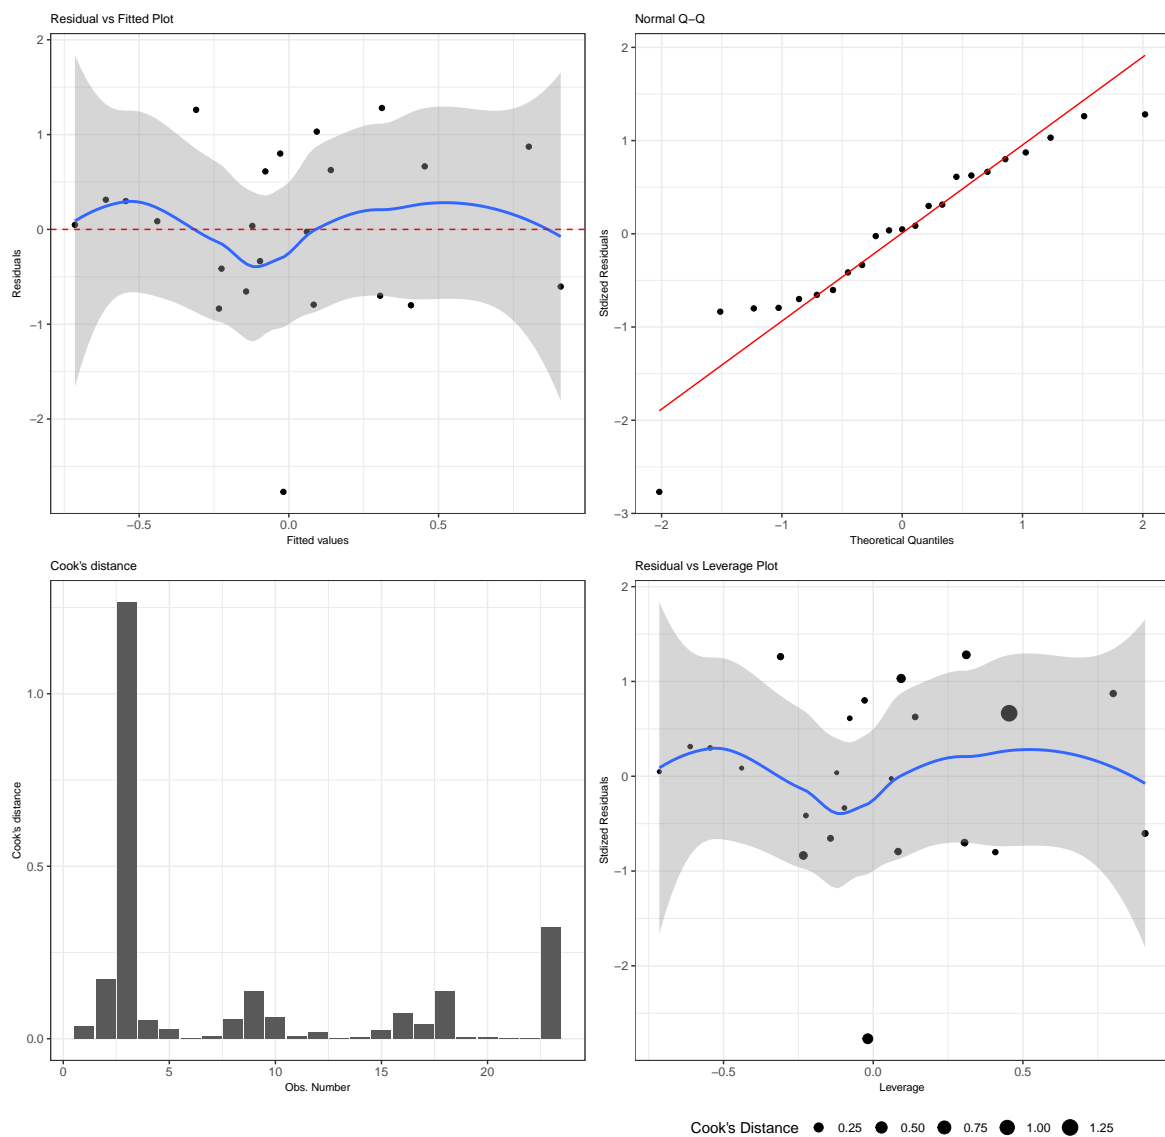 Residual vs Fitted Plot
2
1
0
−1
−2
Residuals
−0.5
0.0
0.5
Fitted values
Normal Q−Q
2
1
0
−1
−2
−3
Stdized Residuals
−2
−1
0
1
2
Theoretical Quantiles
Cook's distance
1.0
0.5
0.0
Cook's distance
0
5
10
15
20
Obs. Number
Residual vs Leverage Plot
2
1
0
−1
−2
Stdized Residuals
−0.5
0.0
0.5
Leverage
Cook's Distance 0.25 0.50 0.75 1.00 1.25